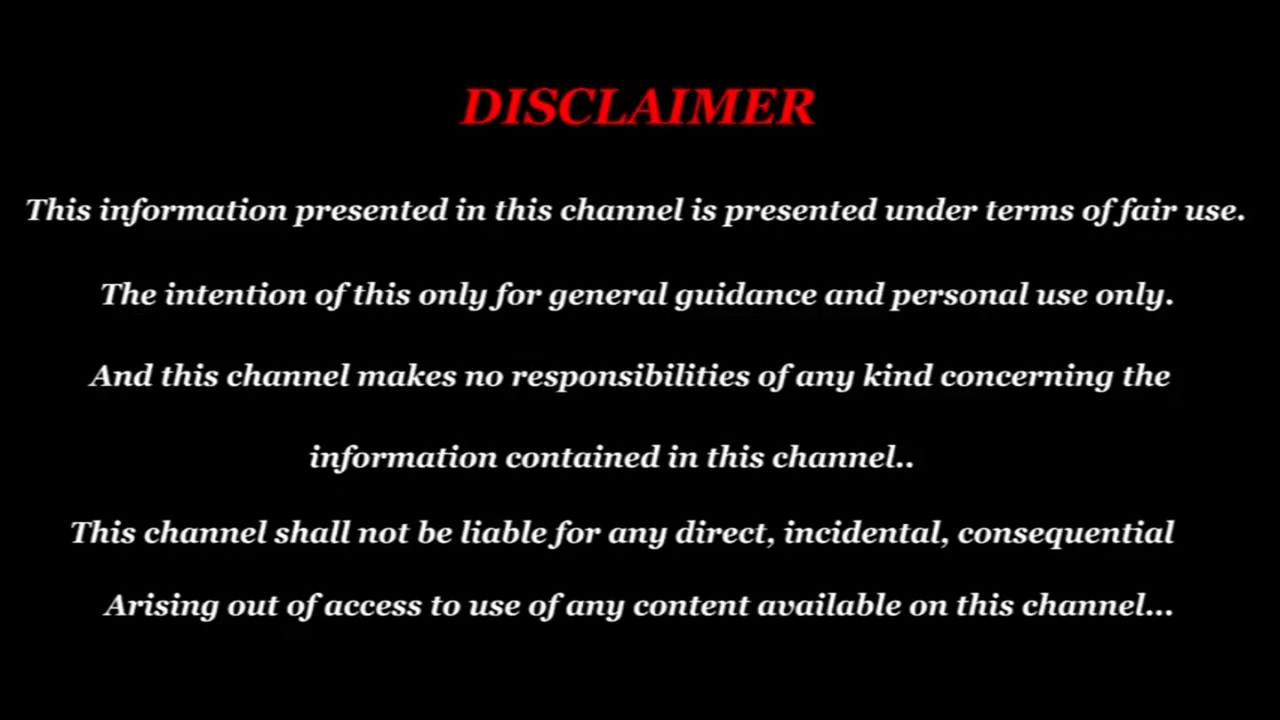 DISCLAIMER
This information presented in this channel is presented under terms of fair use.
The intention of this only for general guidance and personal use only.
And this channel makes no responsibilities of any kind concerning the
information contained in this channel..
This channel shall not be liable for any direct, incidental, consequential
Arising out of access to use of any content available on this channel...